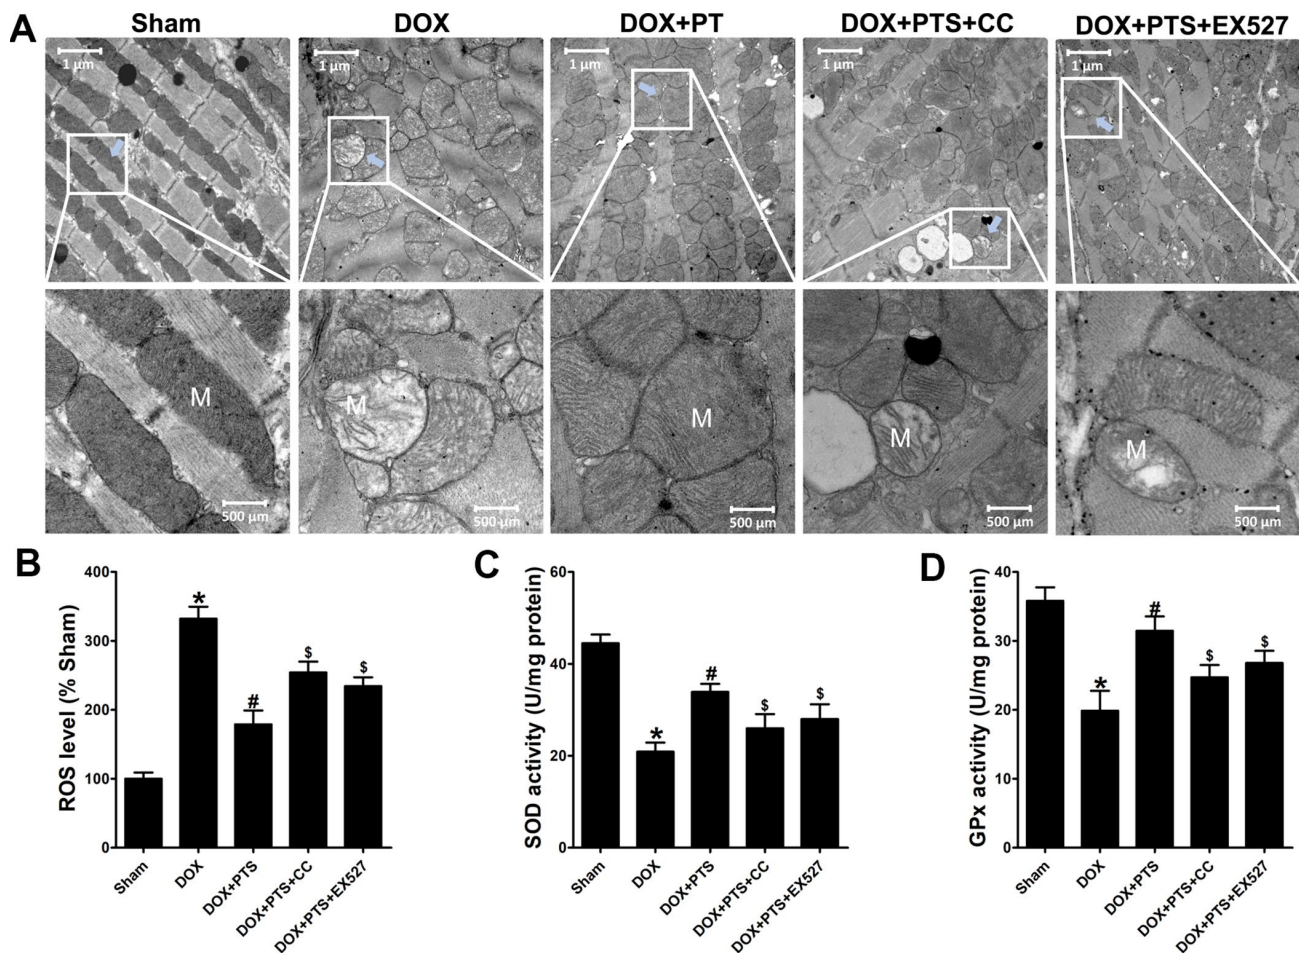 A
Sham
DOX
DOX+PT
DOX+PTS+CC
DOX+PTS+EX527
1 μm
1 μm
1 μm
1 μm
1 μm
M
M
M
M
M
500 μm
500 μm
500 μm
500 μm
500 μm
B
ROS level (% Sham)
400
300
200
100
0
*
#
$
$
Sham
DOX
DOX+PTS
DOX+PTS+CC
DOX+PTS+EX527
C
SOD activity (U/mg protein)
60
40
20
0
*
#
$
$
Sham
DOX
DOX+PTS
DOX+PTS+CC
DOX+PTS+EX527
D
GPx activity (U/mg protein)
40
30
20
10
0
*
#
$
$
Sham
DOX
DOX+PTS
DOX+PTS+CC
DOX+PTS+EX527